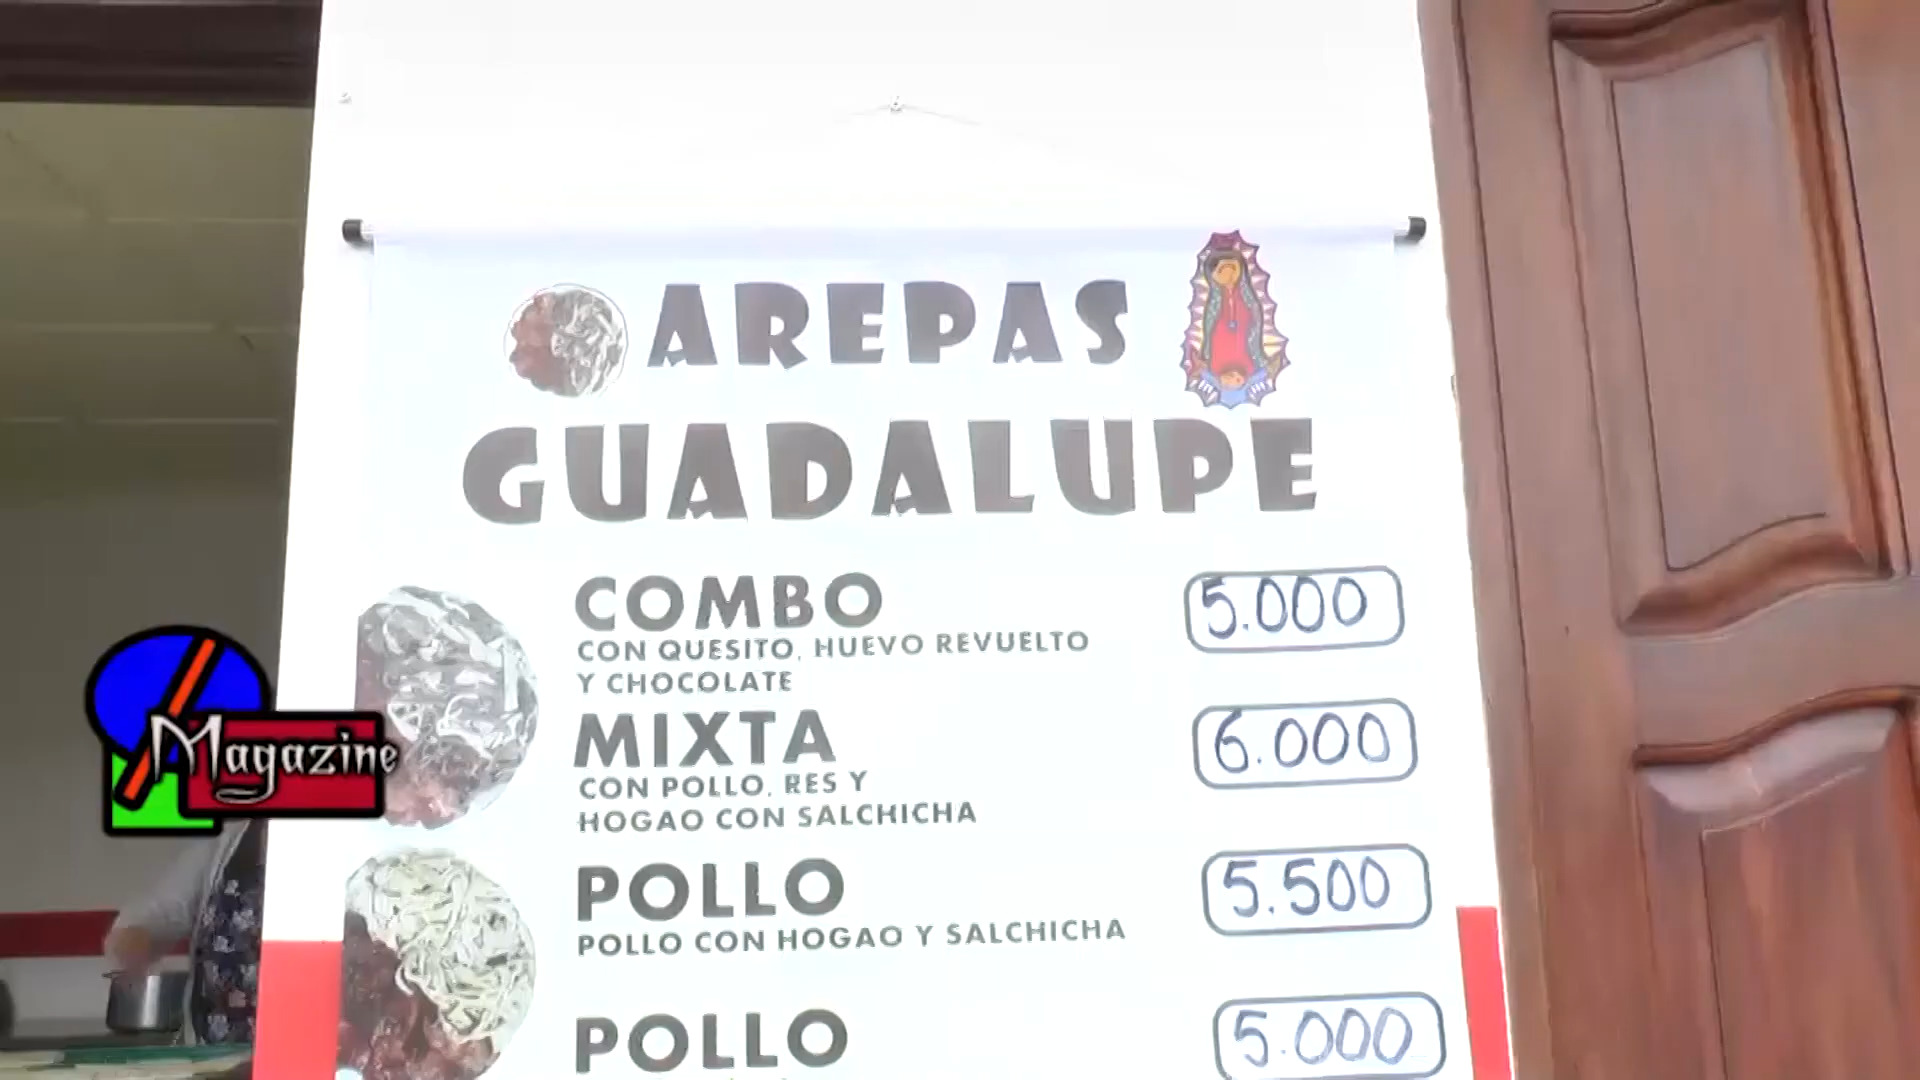 AREPAS
GUADALUPE
COMBO 5.000
CON QUESITO, HUEVO REVUELTO
Y CHOCOLATE
MIXTA 6.000
CON POLLO, RES Y
HOGAO CON SALCHICHA
POLLO 5.500
POLLO CON HOGAO Y SALCHICHA
POLLO 5.000
Magazine